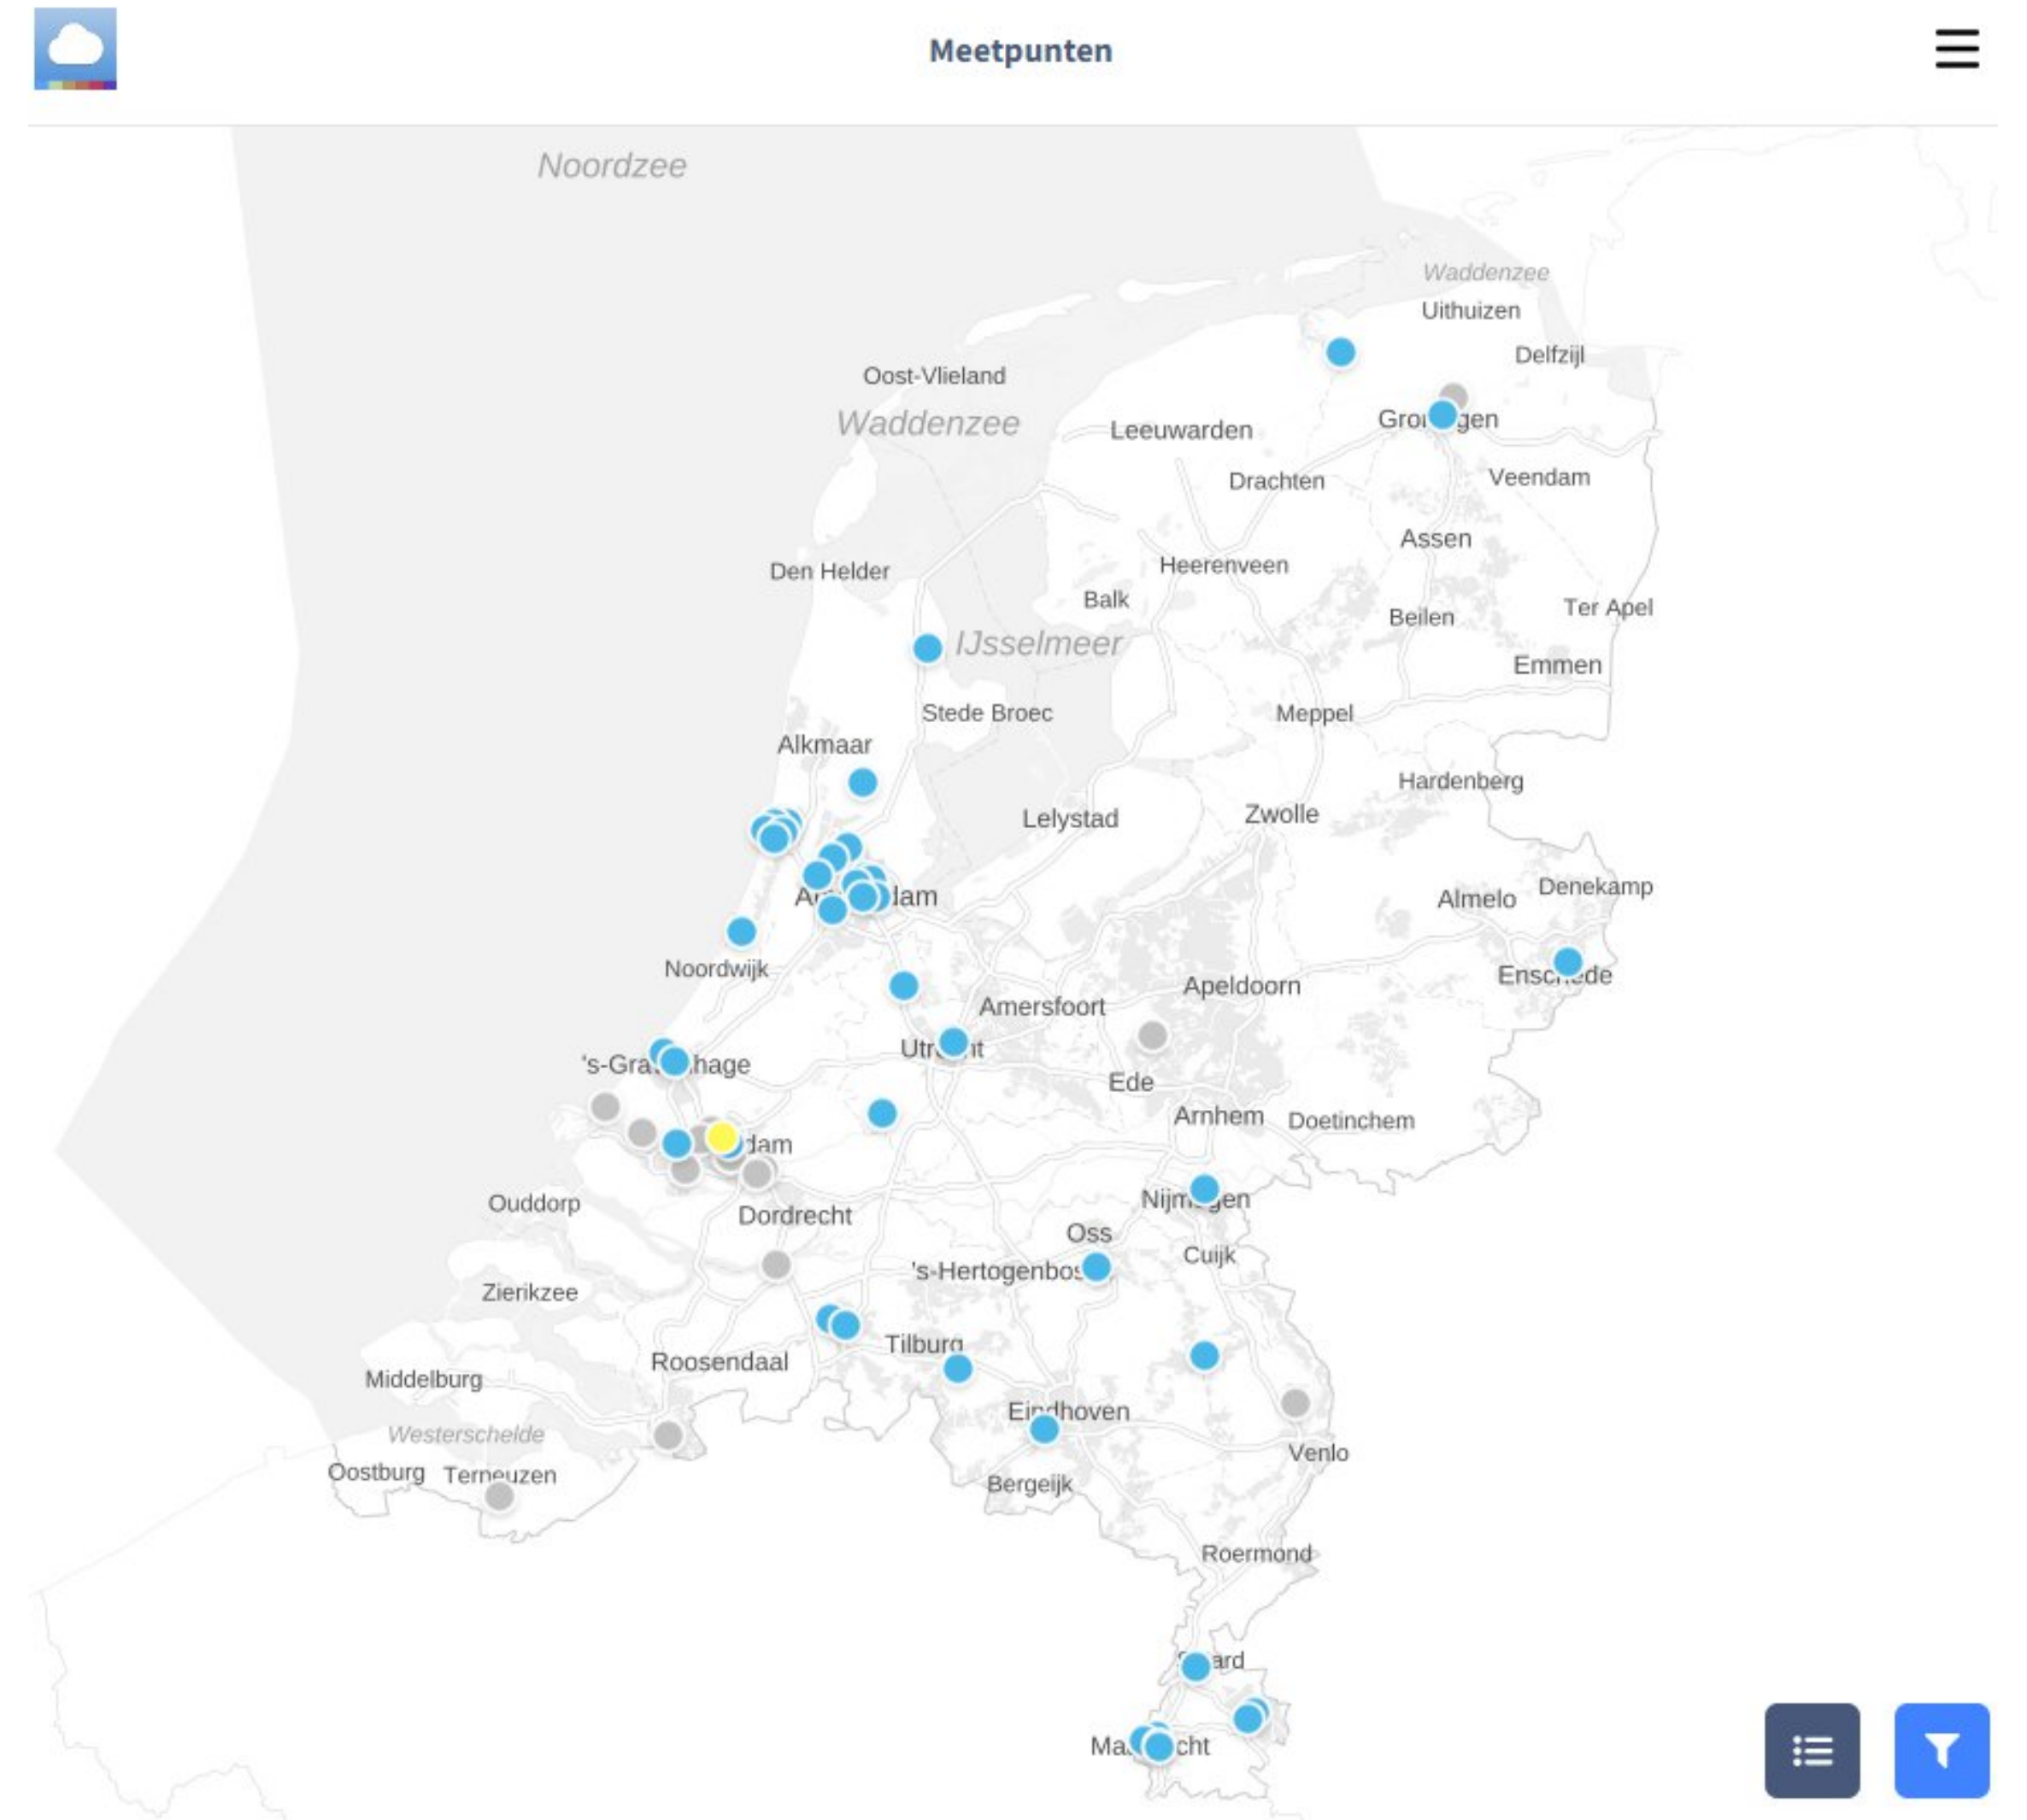 Meetpunten
Noordzee
Waddenzee
Uithuizen
Delfzijl
Oost-Vlieland
Waddenzee
Leeuwarden
Drachten
Veendam
Assen
Den Helder
Heerenveen
Balk
Beilen
Ter Apel
IJsselmeer
Emmen
Stede Broec
Meppel
Alkmaar
Hardenberg
Lelystad
Zwolle
Denekamp
Almelo
Noordwijk
Apeldoorn
Amersfoort
Ede
Arnhem
Doetinchem
Ouddorp
Dordrecht
Oss
Cuijk
Zierikzee
Tilburg
Roosendaal
Middelburg
Eindhoven
Westerschelde
Venlo
Oostburg
Terneuzen
Bergeijk
Roermond